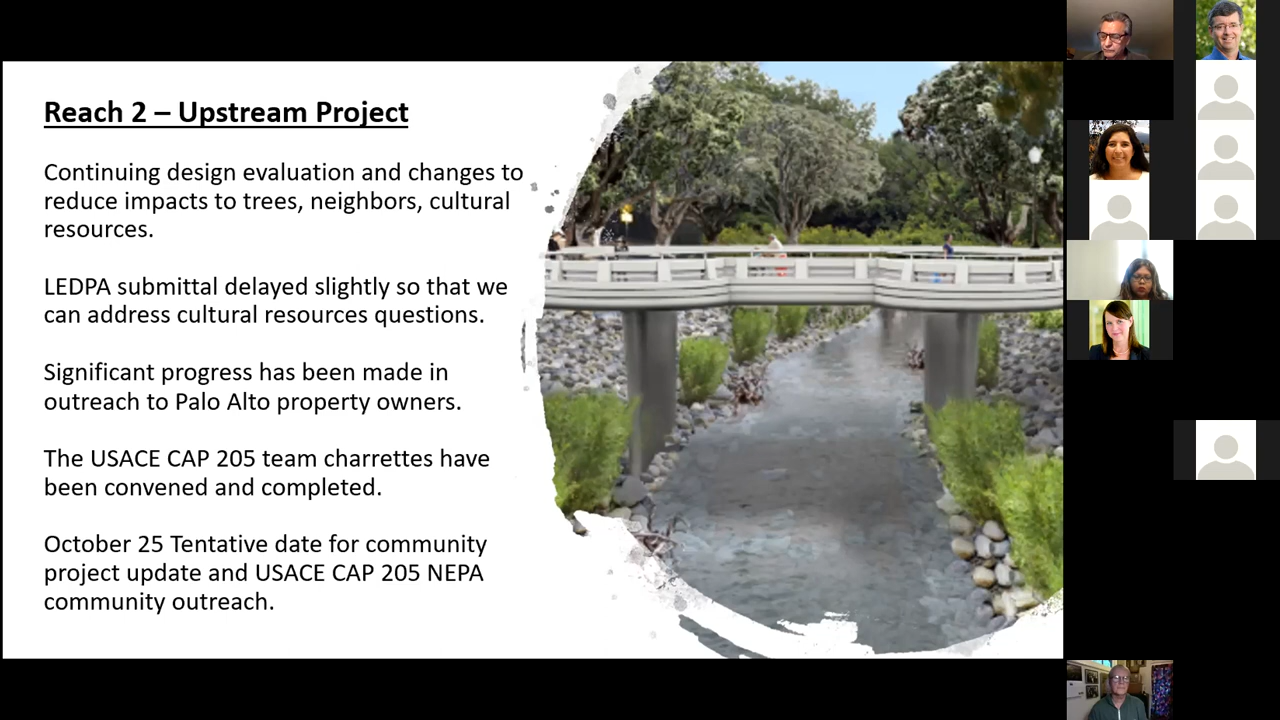 Reach 2 – Upstream Project
Continuing design evaluation and changes to
reduce impacts to trees, neighbors, cultural
resources.
LEDPA submittal delayed slightly so that we
can address cultural resources questions.
Significant progress has been made in
outreach to Palo Alto property owners.
The USACE CAP 205 team charrettes have
been convened and completed.
October 25 Tentative date for community
project update and USACE CAP 205 NEPA
community outreach.